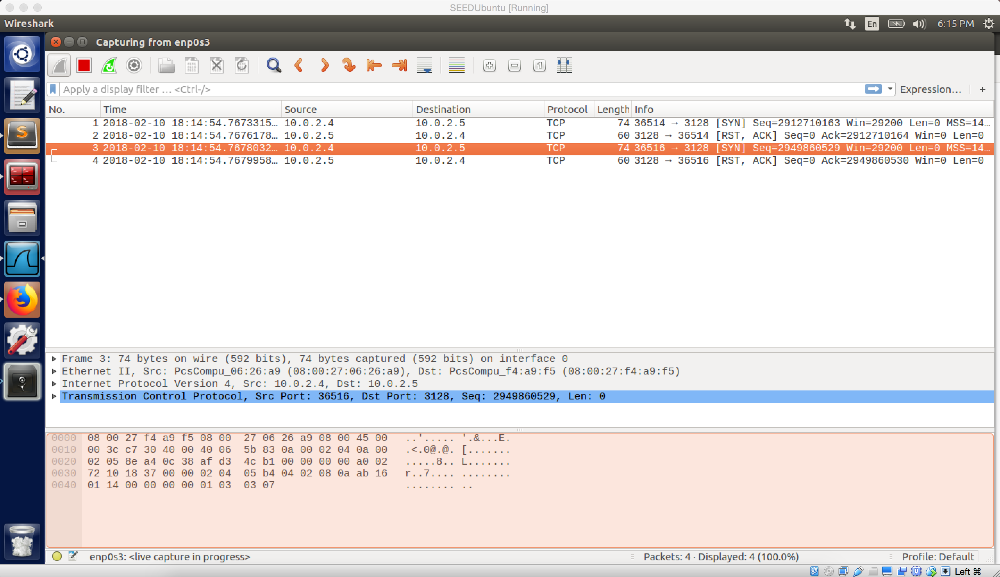 SEEDUbuntu [Running]
Wireshark En 6:15 PM
Capturing from enp0s3
Apply a display filter … <Ctrl-/> Expression… +
No. Time Source Destination Protocol Length Info
1 2018-02-10 18:14:54.7673315… 10.0.2.4 10.0.2.5 TCP 74 36514 → 3128 [SYN] Seq=2912710163 Win=29200 Len=0 MSS=14…
2 2018-02-10 18:14:54.7676178… 10.0.2.5 10.0.2.4 TCP 60 3128 → 36514 [RST, ACK] Seq=0 Ack=2912710164 Win=0 Len=0
3 2018-02-10 18:14:54.7678032… 10.0.2.4 10.0.2.5 TCP 74 36516 → 3128 [SYN] Seq=2949860529 Win=29200 Len=0 MSS=14…
4 2018-02-10 18:14:54.7679958… 10.0.2.5 10.0.2.4 TCP 60 3128 → 36516 [RST, ACK] Seq=0 Ack=2949860530 Win=0 Len=0
Frame 3: 74 bytes on wire (592 bits), 74 bytes captured (592 bits) on interface 0
Ethernet II, Src: PcsCompu_06:26:a9 (08:00:27:06:26:a9), Dst: PcsCompu_f4:a9:f5 (08:00:27:f4:a9:f5)
Internet Protocol Version 4, Src: 10.0.2.4, Dst: 10.0.2.5
Transmission Control Protocol, Src Port: 36516, Dst Port: 3128, Seq: 2949860529, Len: 0
0000 08 00 27 f4 a9 f5 08 00 27 06 26 a9 08 00 45 00 ..'..... '.&...E.
0010 00 3c c7 30 40 00 40 06 5b 83 0a 00 02 04 0a 00 .<.0@.@. [.......
0020 02 05 8e a4 0c 38 af d3 4c b1 00 00 00 00 a0 02 .....8.. L.......
0030 72 10 18 37 00 00 02 04 05 b4 04 02 08 0a ab 16 r..7.... ........
0040 01 14 00 00 00 00 01 03 03 07 ........ ..
enp0s3: <live capture in progress> Packets: 4 · Displayed: 4 (100.0%) Profile: Default
Left ⌘